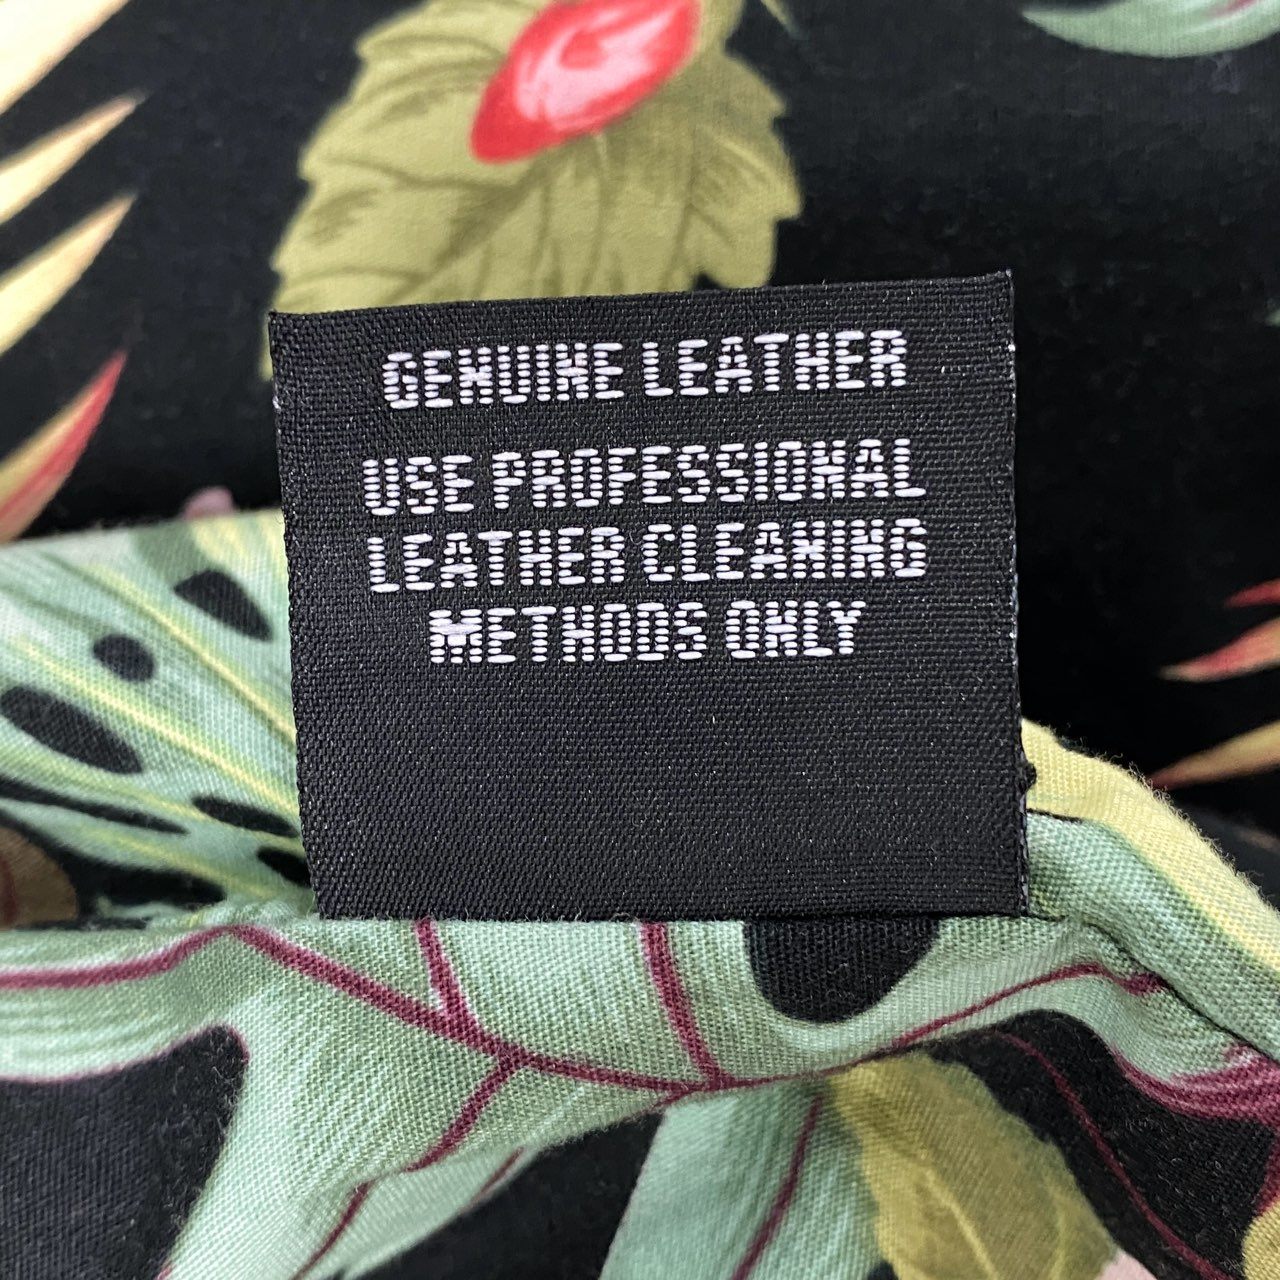 GENUINE LEATHER
USE PROFESSIONAL
LEATHER CLEANING
METHODS ONLY